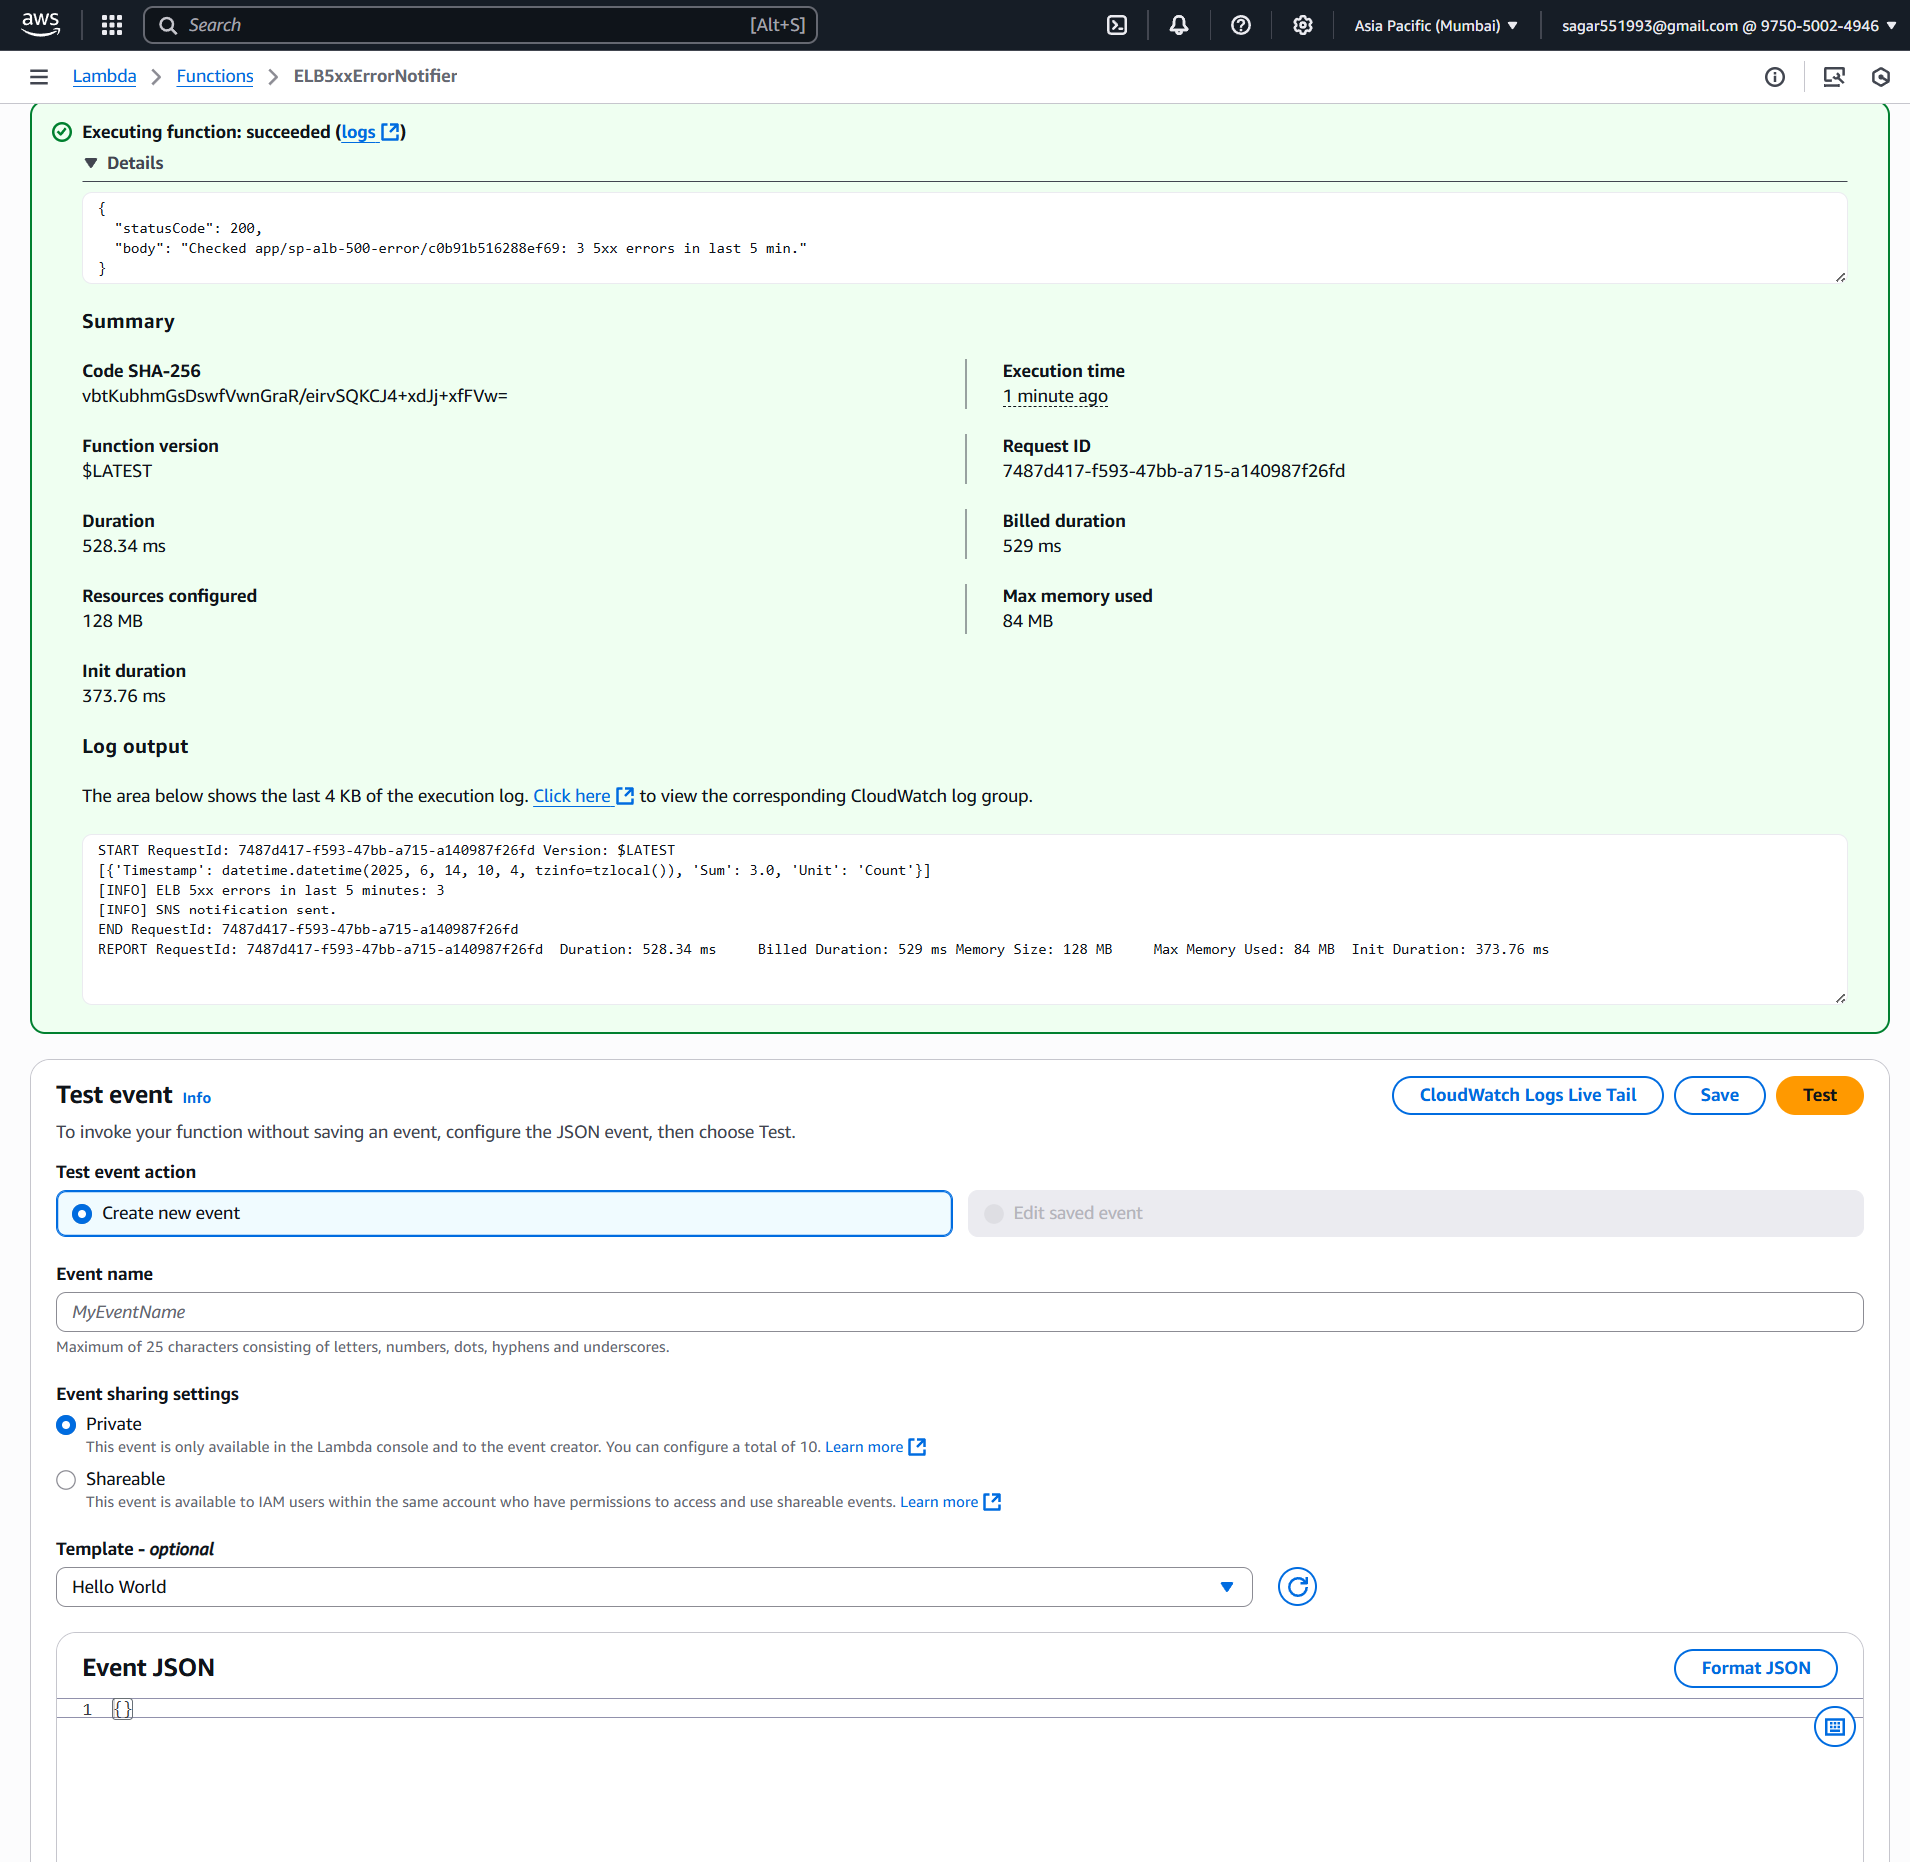 aws
Search
[Alt+S]
Asia Pacific (Mumbai)
sagar551993@gmail.com @ 9750-5002-4946
Lambda
Functions
ELB5xxErrorNotifier
Executing function: succeeded (logs)
Details
{
"statusCode": 200,
"body": "Checked app/sp-alb-500-error/c0b91b516288ef69: 3 5xx errors in last 5 min."
}
Summary
Code SHA-256
vbtKubhmGsDswfVwnGraR/eirvSQKCJ4+xdJj+xfFVw=
Execution time
1 minute ago
Function version
$LATEST
Request ID
7487d417-f593-47bb-a715-a140987f26fd
Duration
528.34 ms
Billed duration
529 ms
Resources configured
128 MB
Max memory used
84 MB
Init duration
373.76 ms
Log output
The area below shows the last 4 KB of the execution log. Click here to view the corresponding CloudWatch log group.
START RequestId: 7487d417-f593-47bb-a715-a140987f26fd Version: $LATEST
[{'Timestamp': datetime.datetime(2025, 6, 14, 10, 4, tzinfo=tzlocal()), 'Sum': 3.0, 'Unit': 'Count'}]
[INFO] ELB 5xx errors in last 5 minutes: 3
[INFO] SNS notification sent.
END RequestId: 7487d417-f593-47bb-a715-a140987f26fd
REPORT RequestId: 7487d417-f593-47bb-a715-a140987f26fd Duration: 528.34 ms Billed Duration: 529 ms Memory Size: 128 MB Max Memory Used: 84 MB Init Duration: 373.76 ms
Test event Info
CloudWatch Logs Live Tail
Save
Test
To invoke your function without saving an event, configure the JSON event, then choose Test.
Test event action
Create new event
Edit saved event
Event name
MyEventName
Maximum of 25 characters consisting of letters, numbers, dots, hyphens and underscores.
Event sharing settings
Private
This event is only available in the Lambda console and to the event creator. You can configure a total of 10. Learn more
Shareable
This event is available to IAM users within the same account who have permissions to access and use shareable events. Learn more
Template - optional
Hello World
Event JSON
Format JSON
1 {}